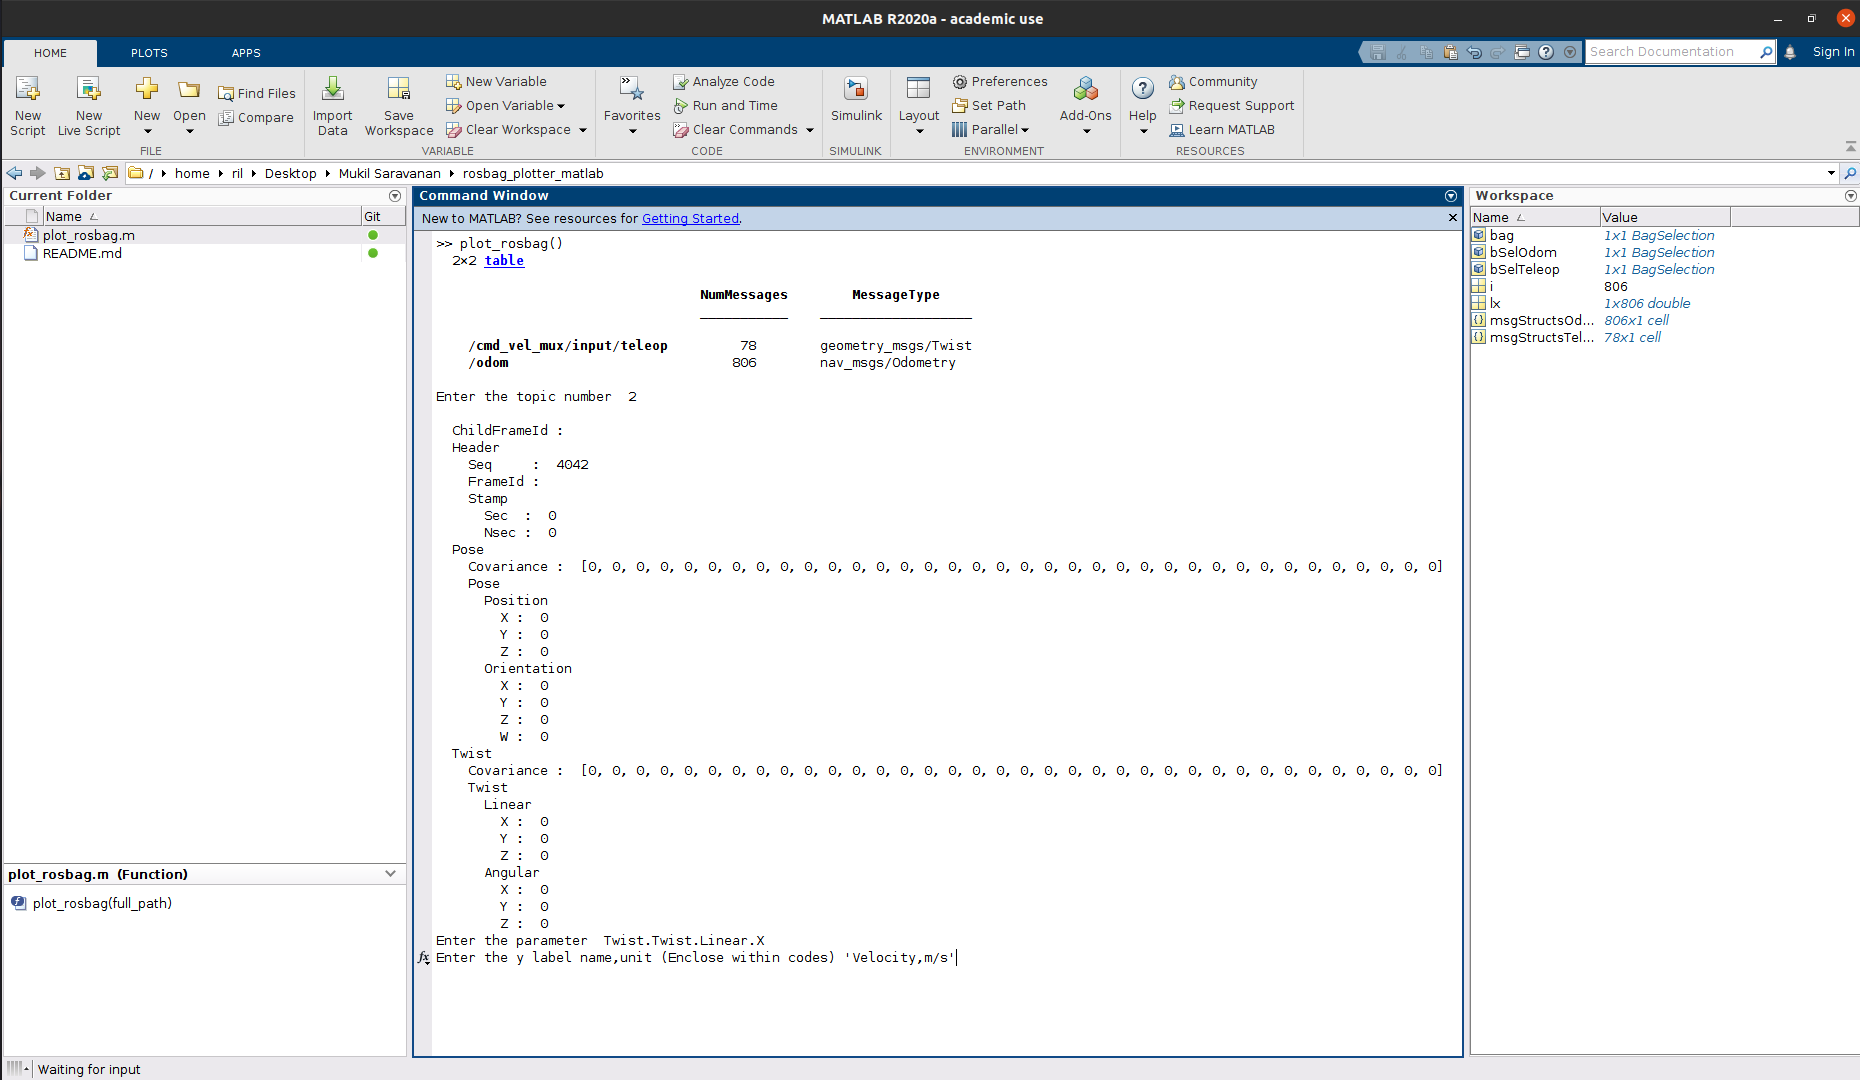 MATLAB R2020a - academic use
HOME PLOTS APPS
Search Documentation
Sign In
New Script
New Live Script
New
Open
Find Files
Compare
FILE
Import Data
Save Workspace
New Variable
Open Variable
Clear Workspace
VARIABLE
Favorites
Analyze Code
Run and Time
Clear Commands
CODE
Simulink
SIMULINK
Layout
Preferences
Set Path
Parallel
Add-Ons
ENVIRONMENT
Help
Community
Request Support
Learn MATLAB
RESOURCES
/ home ril Desktop Mukil Saravanan rosbag_plotter_matlab
Current Folder
Name Git
plot_rosbag.m
README.md
plot_rosbag.m (Function)
plot_rosbag(full_path)
Command Window
New to MATLAB? See resources for Getting Started.
>> plot_rosbag()
2×2 table
NumMessages MessageType
/cmd_vel_mux/input/teleop 78 geometry_msgs/Twist
/odom 806 nav_msgs/Odometry
Enter the topic number 2
ChildFrameId :
Header
Seq : 4042
FrameId :
Stamp
Sec : 0
Nsec : 0
Pose
Covariance : [0, 0, 0, 0, 0, 0, 0, 0, 0, 0, 0, 0, 0, 0, 0, 0, 0, 0, 0, 0, 0, 0, 0, 0, 0, 0, 0, 0, 0, 0, 0, 0, 0, 0, 0, 0]
Pose
Position
X : 0
Y : 0
Z : 0
Orientation
X : 0
Y : 0
Z : 0
W : 0
Twist
Covariance : [0, 0, 0, 0, 0, 0, 0, 0, 0, 0, 0, 0, 0, 0, 0, 0, 0, 0, 0, 0, 0, 0, 0, 0, 0, 0, 0, 0, 0, 0, 0, 0, 0, 0, 0, 0]
Twist
Linear
X : 0
Y : 0
Z : 0
Angular
X : 0
Y : 0
Z : 0
Enter the parameter Twist.Twist.Linear.X
fx Enter the y label name,unit (Enclose within codes) 'Velocity,m/s'
Workspace
Name Value
bag 1x1 BagSelection
bSelOdom 1x1 BagSelection
bSelTeleop 1x1 BagSelection
i 806
lx 1x806 double
msgStructsOd... 806x1 cell
msgStructsTel... 78x1 cell
Waiting for input